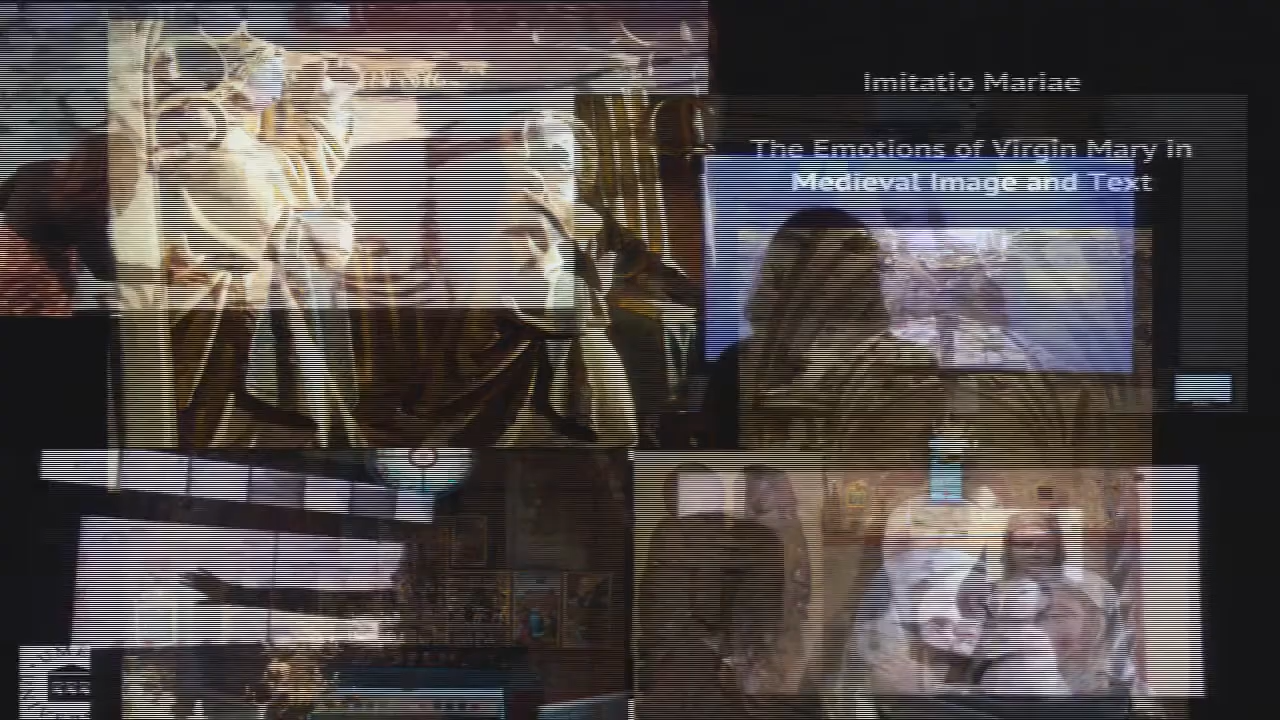 Imitatio Mariae
The Emotions of Virgin Mary in
Medieval Image and Text